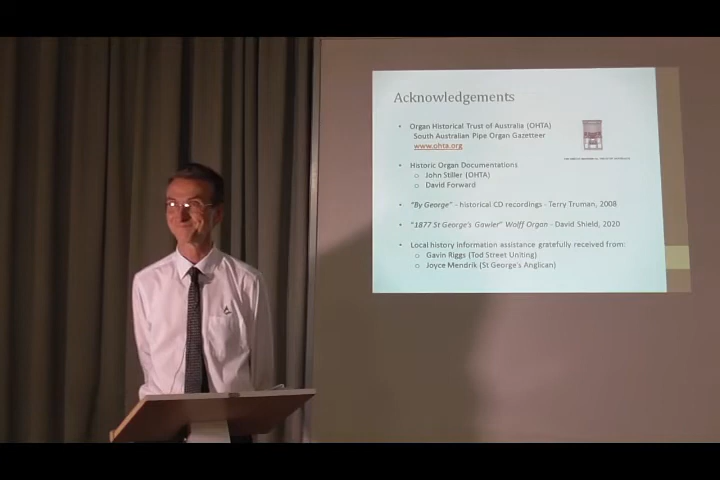 Acknowledgements
Organ Historical Trust of Australia (OHTA)
South Australian Pipe Organ Gazetteer
www.ohta.org
Historic Organ Documentations
John Stiller (OHTA)
David Forward
"By George" - historical CD recordings - Terry Truman, 2008
"1877 St George's Gawler" Wolff Organ - David Shield, 2020
Local history information assistance gratefully received from:
Gavin Riggs (Tod Street Uniting)
Joyce Mendrik (St George's Anglican)